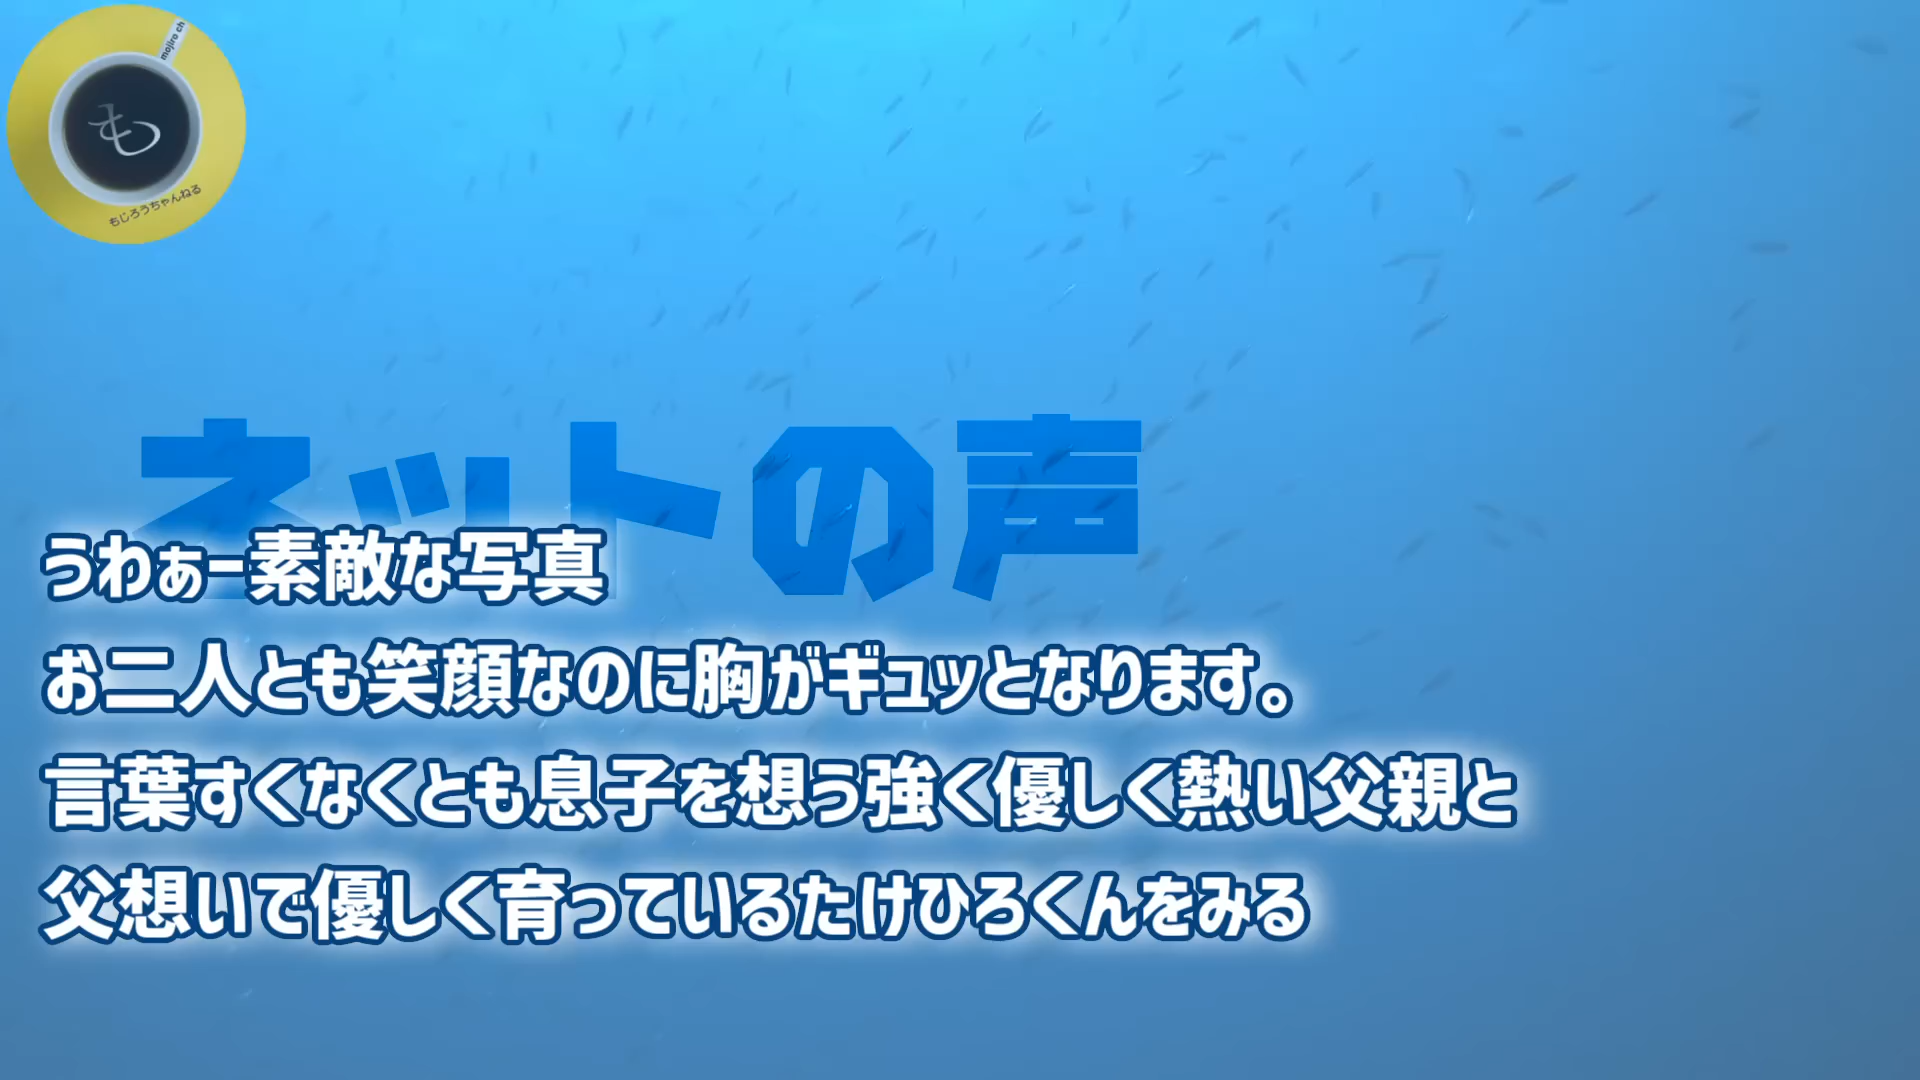 mojiro ch
も
もじろうちゃんねる
ネットの声
うわぁー素敵な写真
お二人とも笑顔なのに胸がギュッとなります。
言葉すくなくとも息子を想う強く優しく熱い父親と
父想いで優しく育っているたけひろくんをみる